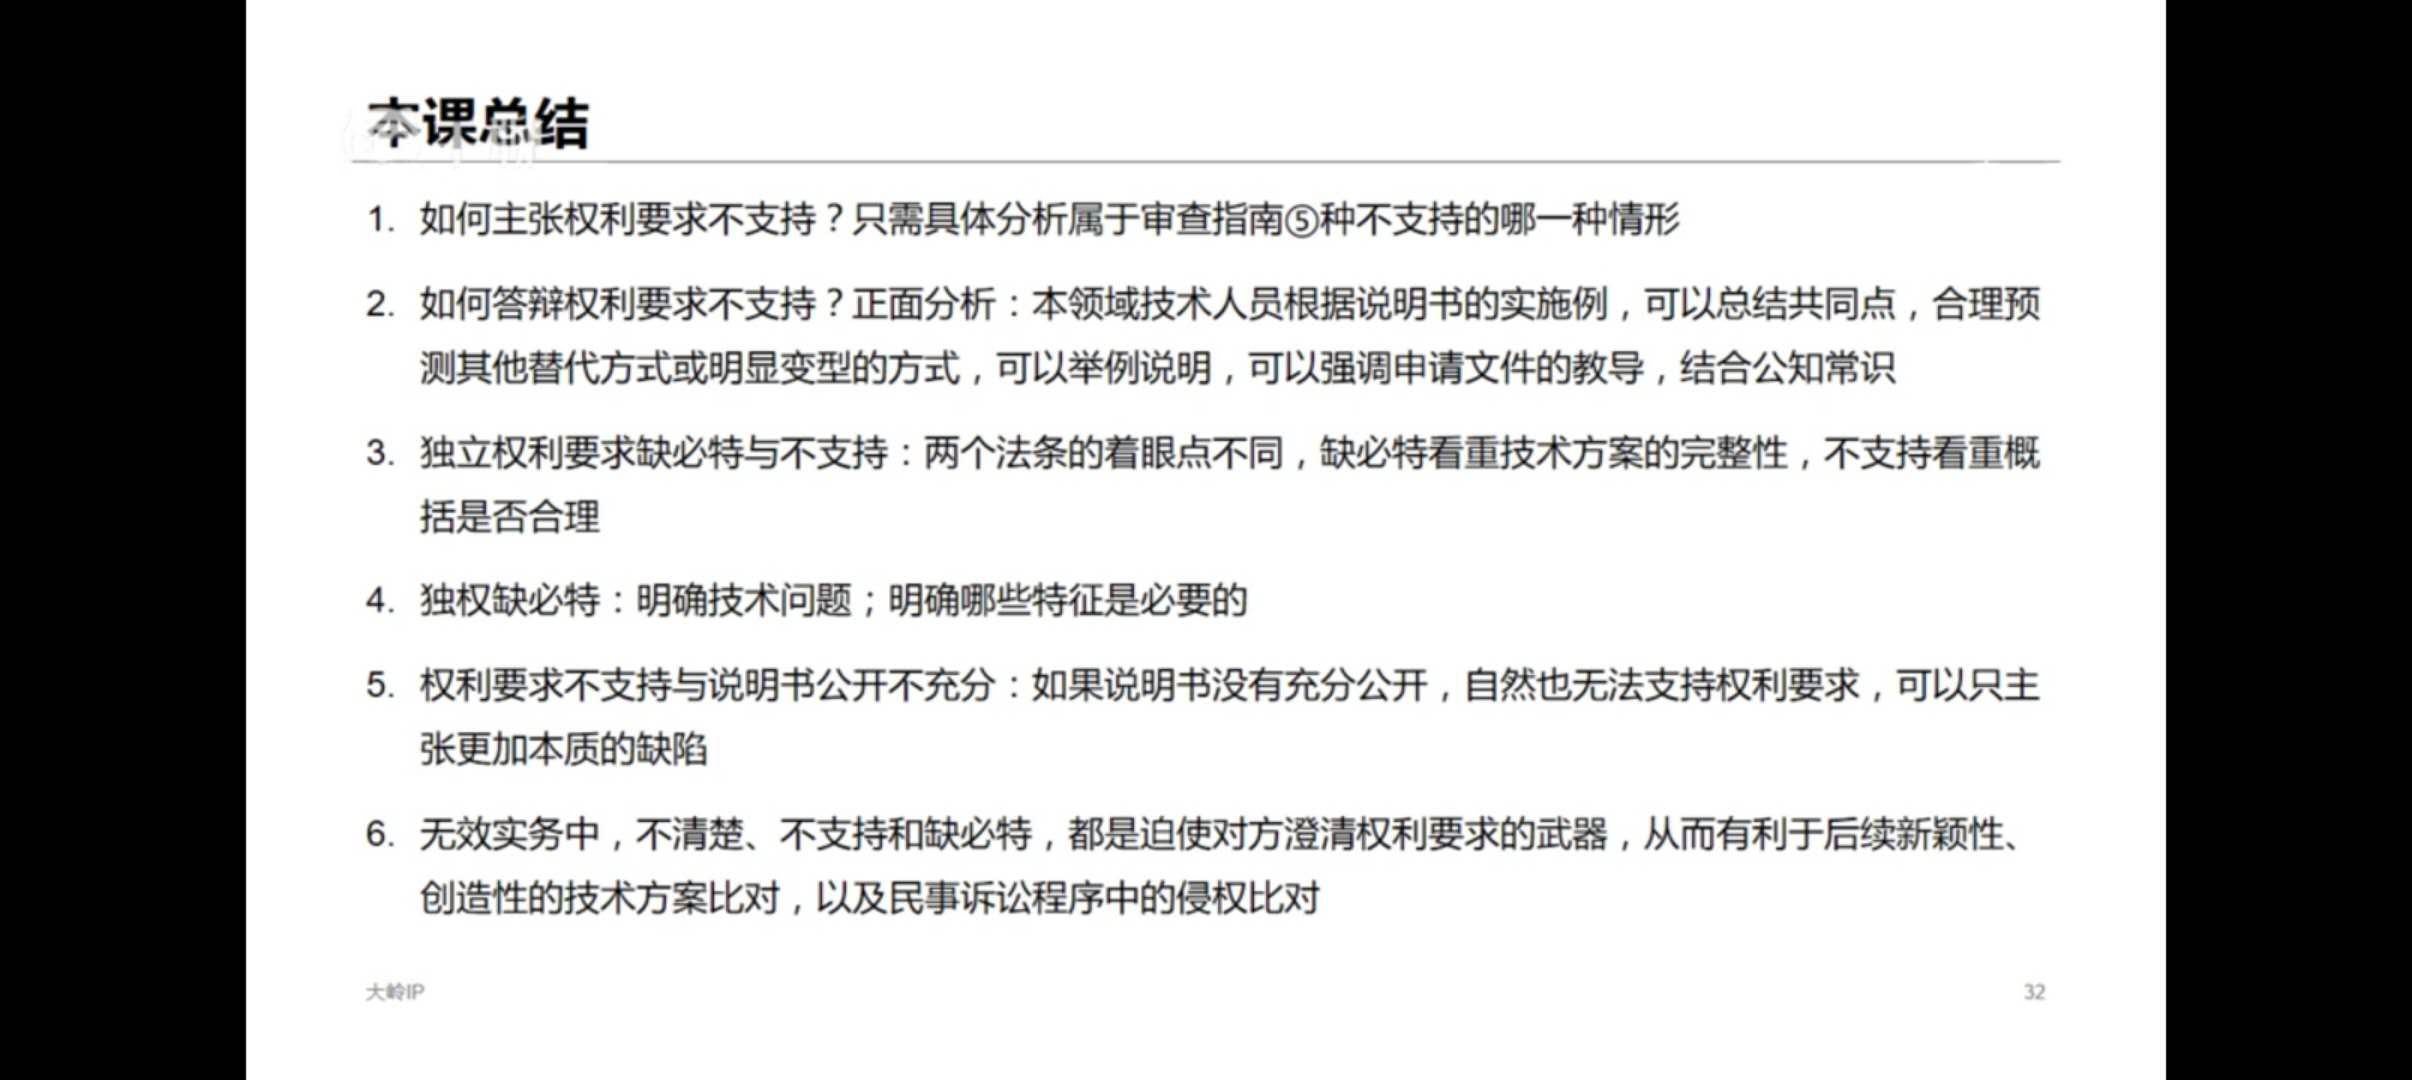 本课总结
1. 如何主张权利要求不支持？只需具体分析属于审查指南⑤种不支持的哪一种情形
2. 如何答辩权利要求不支持？正面分析：本领域技术人员根据说明书的实施例，可以总结共同点，合理预
测其他替代方式或明显变型的方式，可以举例说明，可以强调申请文件的教导，结合公知常识
3. 独立权利要求缺必特与不支持：两个法条的着眼点不同，缺必特看重技术方案的完整性，不支持看重概
括是否合理
4. 独权缺必特：明确技术问题；明确哪些特征是必要的
5. 权利要求不支持与说明书公开不充分：如果说明书没有充分公开，自然也无法支持权利要求，可以只主
张更加本质的缺陷
6. 无效实务中，不清楚、不支持和缺必特，都是迫使对方澄清权利要求的武器，从而有利于后续新颖性、
创造性的技术方案比对，以及民事诉讼程序中的侵权比对
大岭IP
32